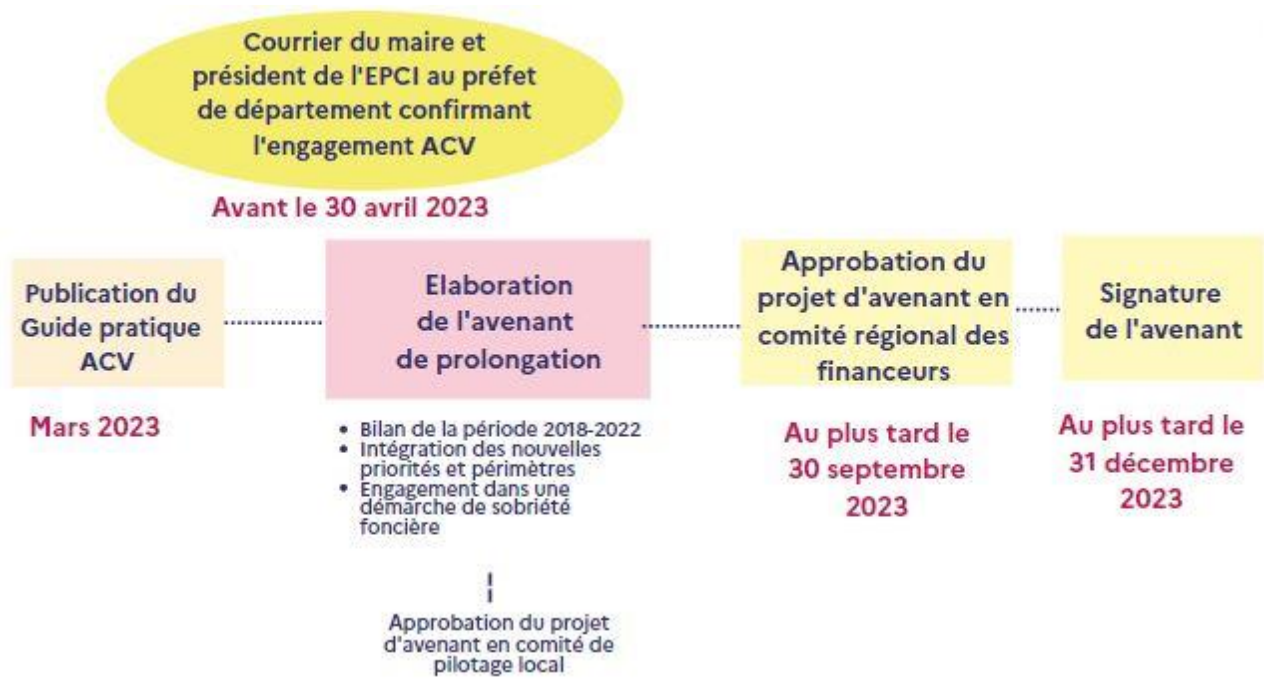 Courrier du maire et
président de l'EPCI au préfet
de département confirmant
l'engagement ACV
Avant le 30 avril 2023
Publication du
Guide pratique
ACV
Mars 2023
Elaboration
de l'avenant
de prolongation
• Bilan de la période 2018-2022
• Intégration des nouvelles
priorités et périmètres
• Engagement dans une
démarche de sobriété
foncière
Approbation du projet
d'avenant en comité de
pilotage local
Approbation du
projet d'avenant en
comité régional des
financeurs
Au plus tard le
30 septembre
2023
Signature
de l'avenant
Au plus tard le
31 décembre
2023